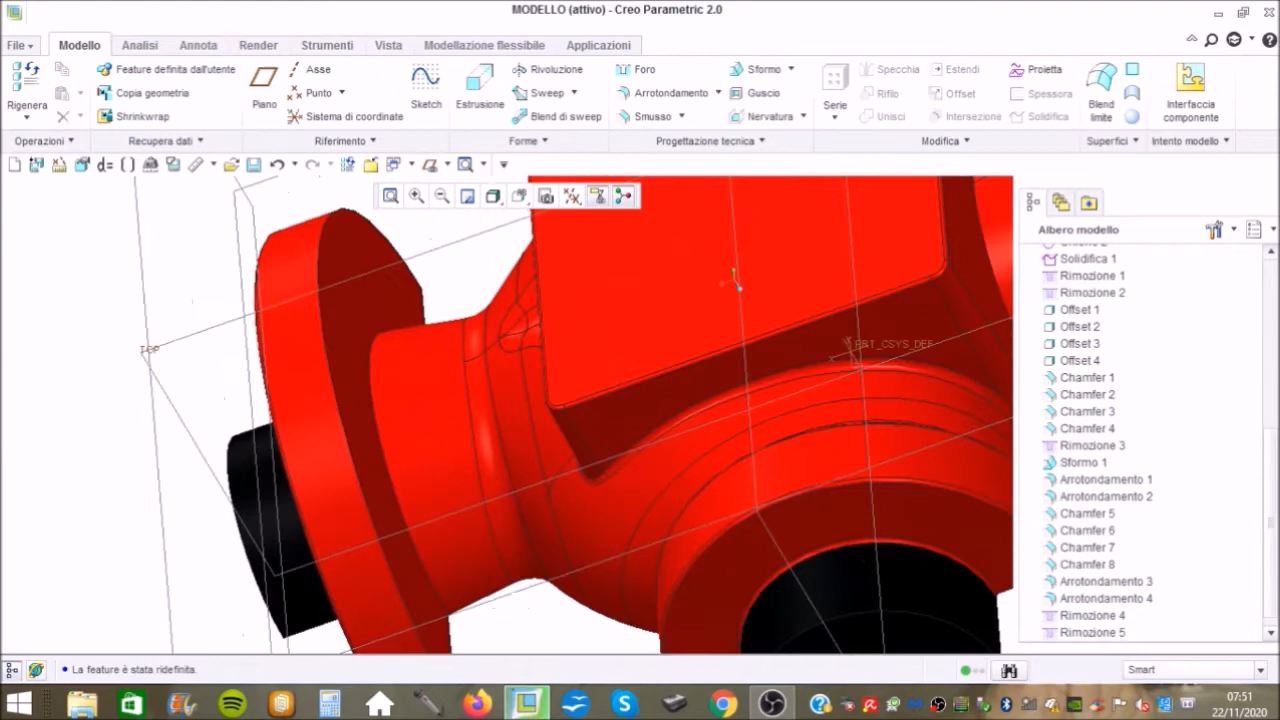 MODELLO (attivo) - Creo Parametric 2.0
File Modello Analisi Annota Render Strumenti Vista Modellazione flessibile Applicazioni
Rigenera
Feature definita dall'utente
Copia geometria
Shrinkwrap
Piano
Asse
Punto
Sistema di coordinate
Sketch
Estrusione
Rivoluzione
Sweep
Blend di sweep
Foro
Arrotondamento
Smusso
Sformo
Guscio
Nervatura
Serie
Specchia
Rifilo
Unisci
Estendi
Offset
Intersezione
Proietta
Spessora
Solidifica
Blend limite
Interfaccia componente
Operazioni Recupera dati Riferimento Forme Progettazione tecnica Modifica Superfici Intento modello
d=
TOP
PRT_CSYS_DEF
Albero modello
Solidifica 1
Rimozione 1
Rimozione 2
Offset 1
Offset 2
Offset 3
Offset 4
Chamfer 1
Chamfer 2
Chamfer 3
Chamfer 4
Rimozione 3
Sformo 1
Arrotondamento 1
Arrotondamento 2
Chamfer 5
Chamfer 6
Chamfer 7
Chamfer 8
Arrotondamento 3
Arrotondamento 4
Rimozione 4
Rimozione 5
• La feature è stata ridefinita.
Smart
07:51
22/11/2020